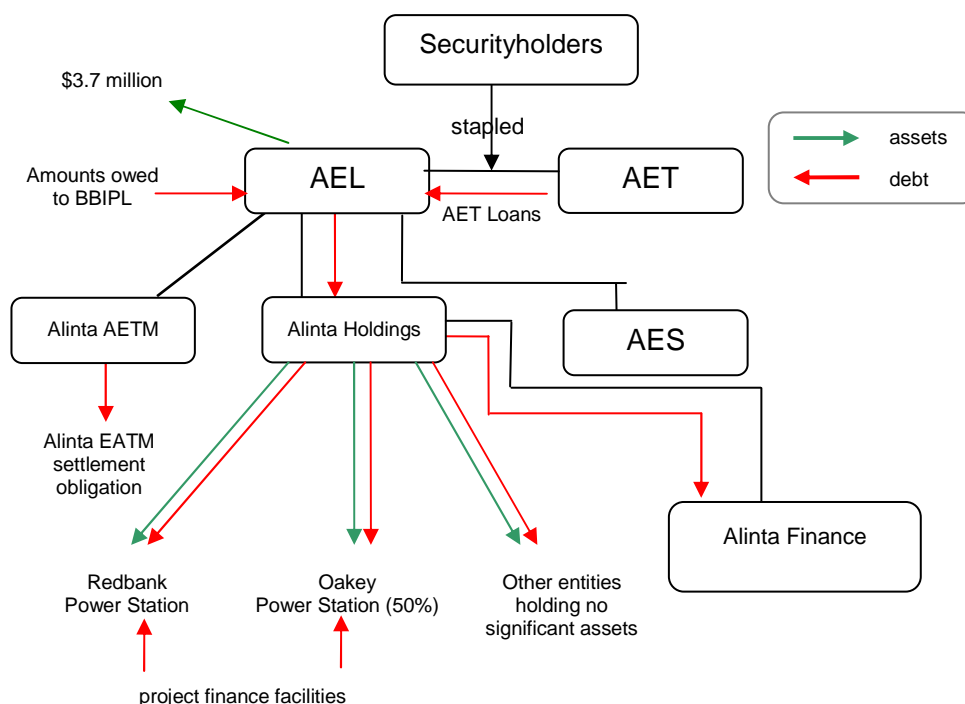 Securityholders
$3.7 million
stapled
assets
debt
Amounts owed
to BBIPL
AEL
AET
AET Loans
Alinta AETM
Alinta Holdings
AES
Alinta EATM
settlement
obligation
Alinta Finance
Redbank
Power Station
Oakey
Power Station (50%)
Other entities
holding no
significant assets
project finance facilities